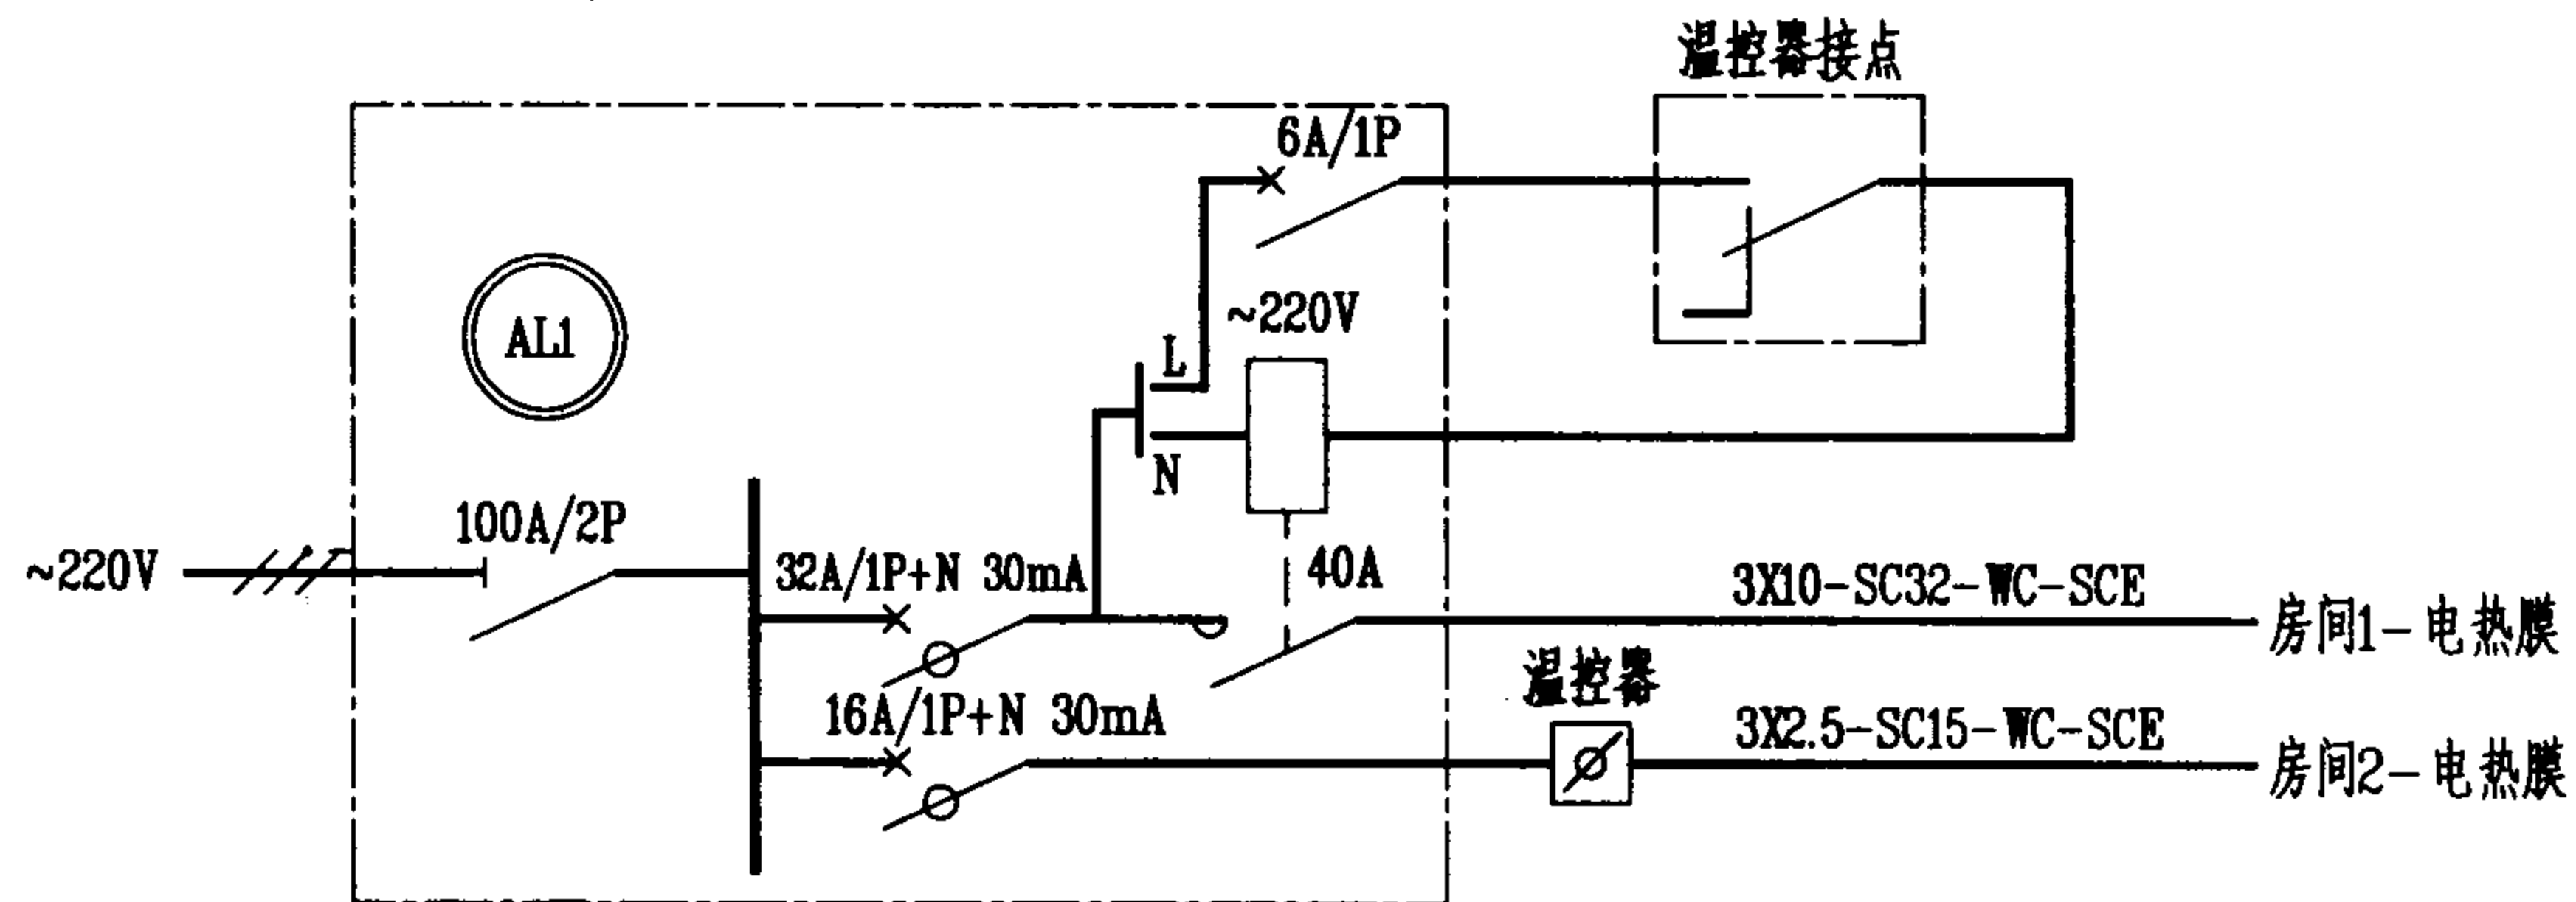 温控器接点
6A/1P
~220V
AL1
L
N
100A/2P
~220V
32A/1P+N 30mA
40A
3X10-SC32-WC-SCE
房间1-电热膜
温控器
16A/1P+N 30mA
3X2.5-SC15-WC-SCE
房间2-电热膜